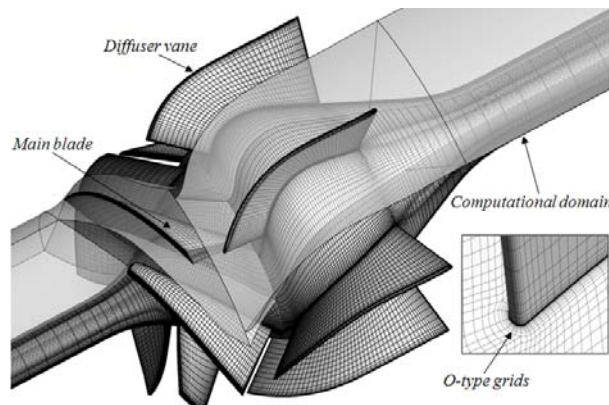 Diffuser vane
Main blade
Computational domain
O-type grids